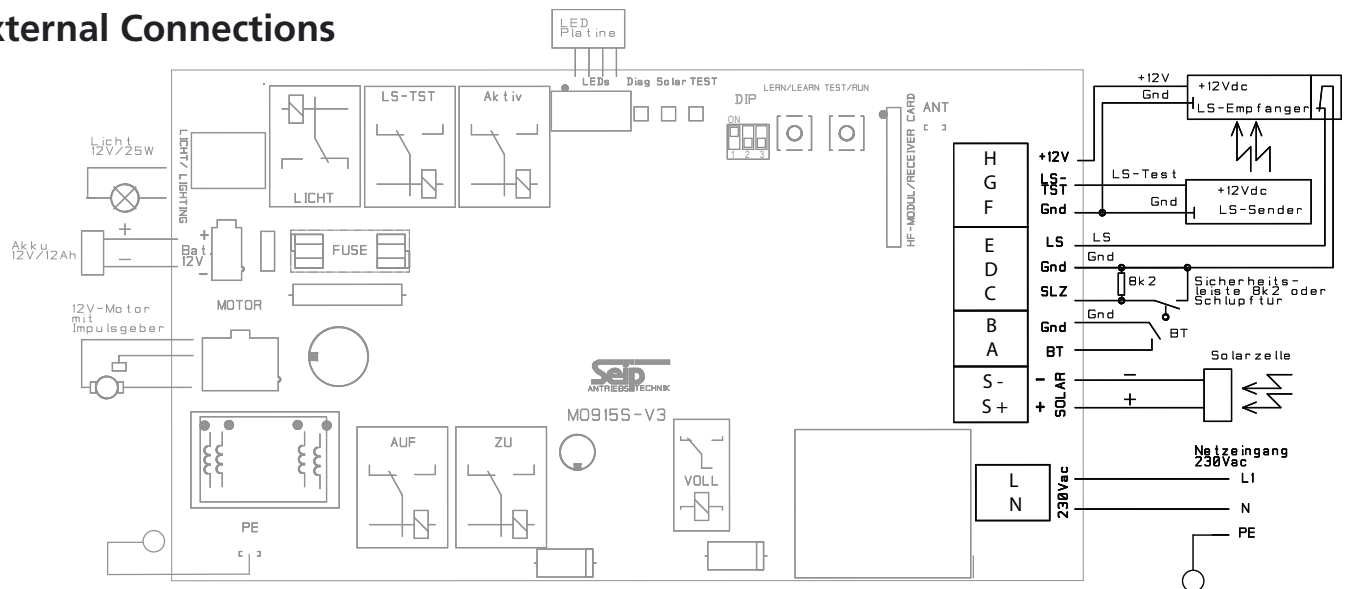 xternal Connections
LED
Platine
LEDs Diag Solar TEST
LERN/LEARN TEST/RUN
DIP
ON
1 2 3
HF-MODUL/RECEIVER CARD
ANT
LICHT/ LIGHTING
LICHT
LS-TST
Aktiv
Licht
12V/25W
Akku
12V/12Ah
+
−
+
Bat.
12V
−
FUSE
MOTOR
12V-Motor
mit
Impulsgeber
Seip
ANTRIEBSTECHNIK
MO915S-V3
AUF
ZU
VOLL
PE
H +12V
G LS-TST
F Gnd
E LS
D Gnd
C SLZ
B Gnd
A BT
S - −
S+ +
SOLAR
L
N
230Vac
+12V
Gnd
+12Vdc
LS-Empfanger
LS-Test
Gnd
+12Vdc
LS-Sender
LS
Gnd
8k2
Sicherheits-
leiste 8k2 oder
Schlupftür
Gnd
BT
Solarzelle
−
+
Netzeingang
230Vac
L1
N
PE